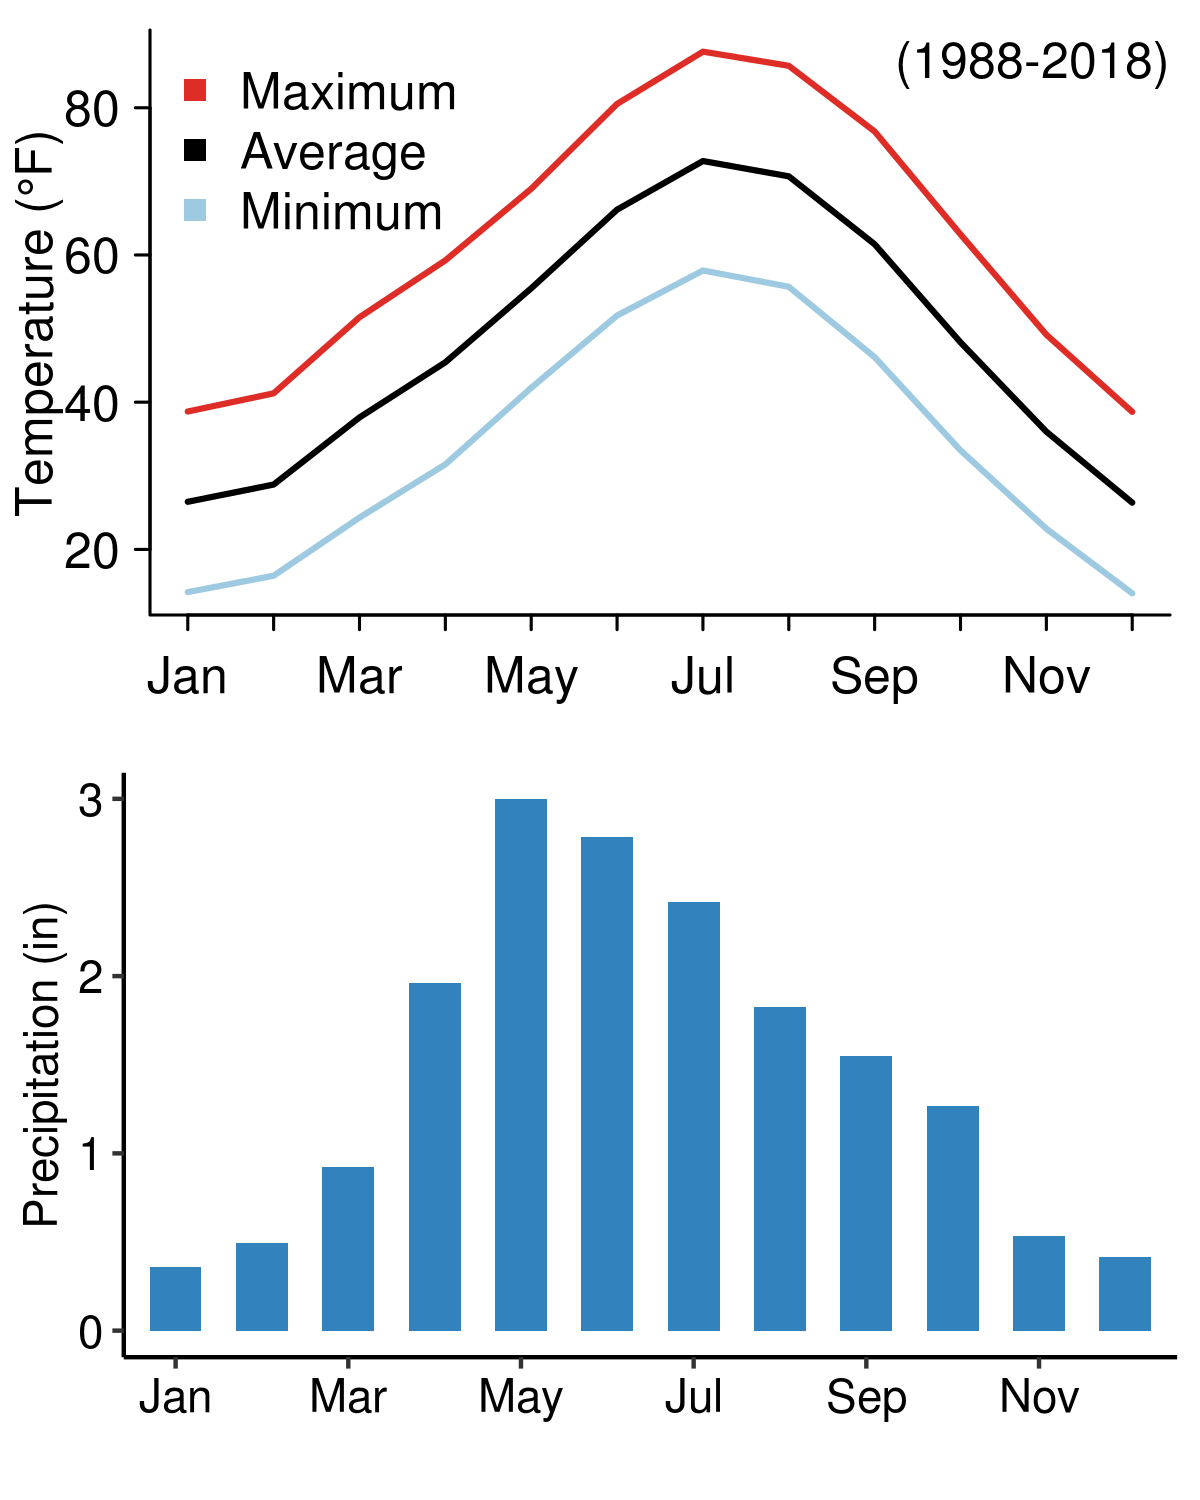 (1988-2018)
Maximum
Average
Minimum
Temperature (°F)
80
60
40
20
Jan Mar May Jul Sep Nov
Precipitation (in)
3
2
1
0
Jan Mar May Jul Sep Nov